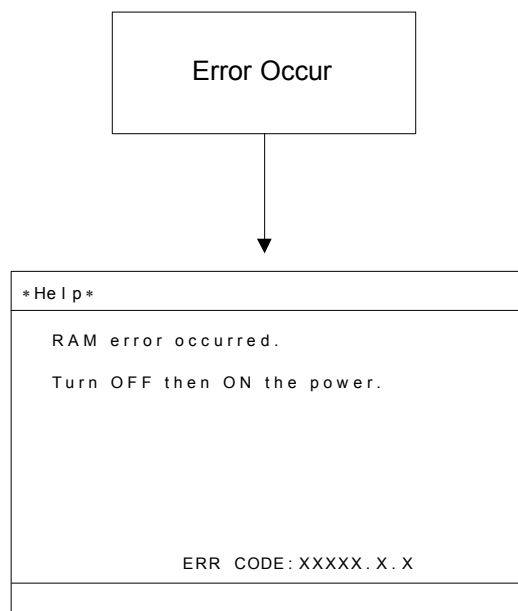 Error Occur
*Help*
RAM error occurred.
Turn OFF then ON the power.
ERR CODE:XXXXX.X.X